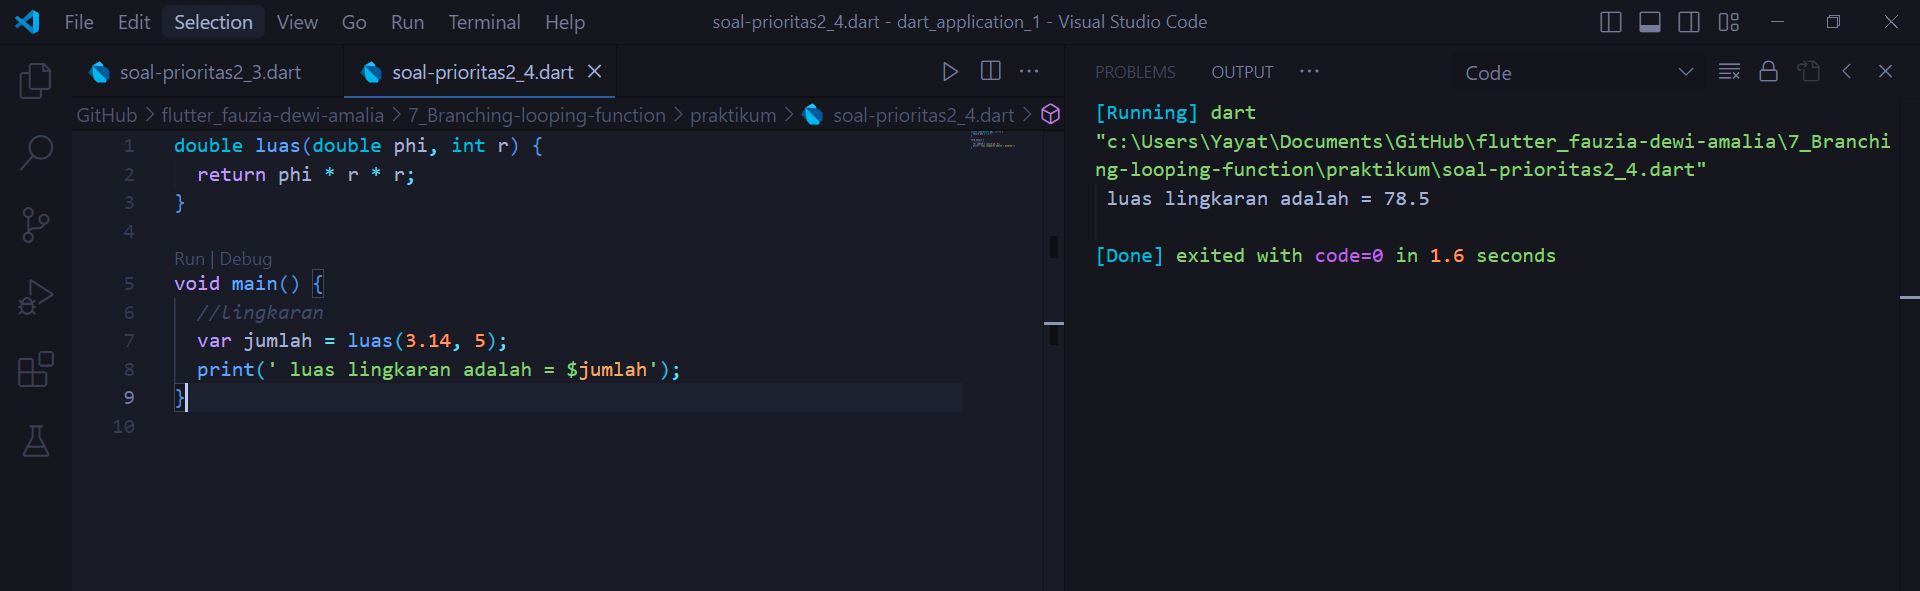 File Edit Selection View Go Run Terminal Help soal-prioritas2_4.dart - dart_application_1 - Visual Studio Code
soal-prioritas2_3.dart soal-prioritas2_4.dart
GitHub > flutter_fauzia-dewi-amalia > 7_Branching-looping-function > praktikum > soal-prioritas2_4.dart >
1 double luas(double phi, int r) {
2 return phi * r * r;
3 }
4
Run | Debug
5 void main() {
6 //lingkaran
7 var jumlah = luas(3.14, 5);
8 print(' luas lingkaran adalah = $jumlah');
9 }
10
PROBLEMS OUTPUT ··· Code
[Running] dart
"c:\Users\Yayat\Documents\GitHub\flutter_fauzia-dewi-amalia\7_Branchi
ng-looping-function\praktikum\soal-prioritas2_4.dart"
luas lingkaran adalah = 78.5
[Done] exited with code=0 in 1.6 seconds